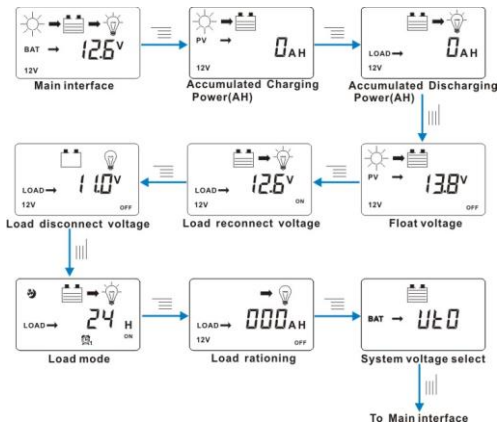 BAT → 12.6V
12V
Main interface
PV →
0AH
12V
Accumulated Charging
Power(AH)
LOAD→ 0AH
12V
Accumulated Discharging
Power(AH)
LOAD→ 11.0V
12V OFF
Load disconnect voltage
LOAD→ 12.6V
12V ON
Load reconnect voltage
PV → 13.8V
12V OFF
Float voltage
LOAD→ 24 H
ON
Load mode
LOAD→ 000AH
12V OFF
Load rationing
BAT → Ut0
System voltage select
To Main interface